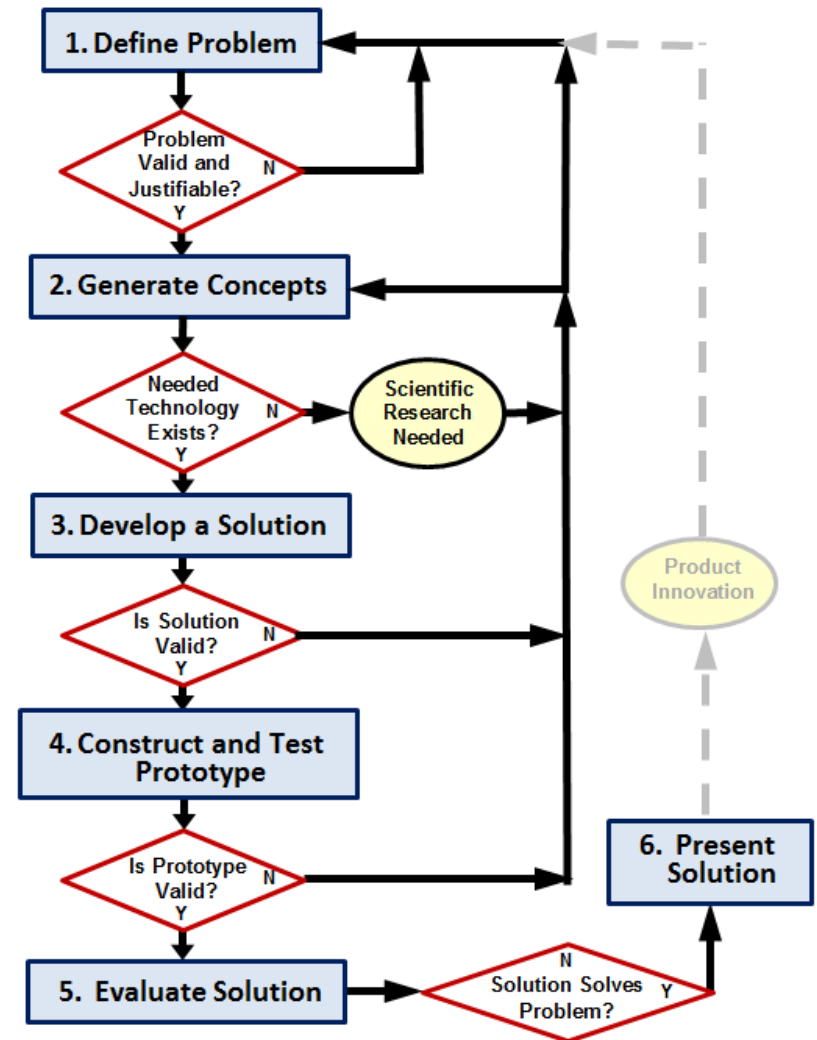 1. Define Problem
Problem
Valid and
Justifiable?
N
Y
2. Generate Concepts
Needed
Technology
Exists?
N
Y
Scientific
Research
Needed
3. Develop a Solution
Is Solution
Valid?
N
Y
Product
Innovation
4. Construct and Test
Prototype
Is Prototype
Valid?
N
Y
6. Present
Solution
5. Evaluate Solution
N
Solution Solves
Problem?
Y